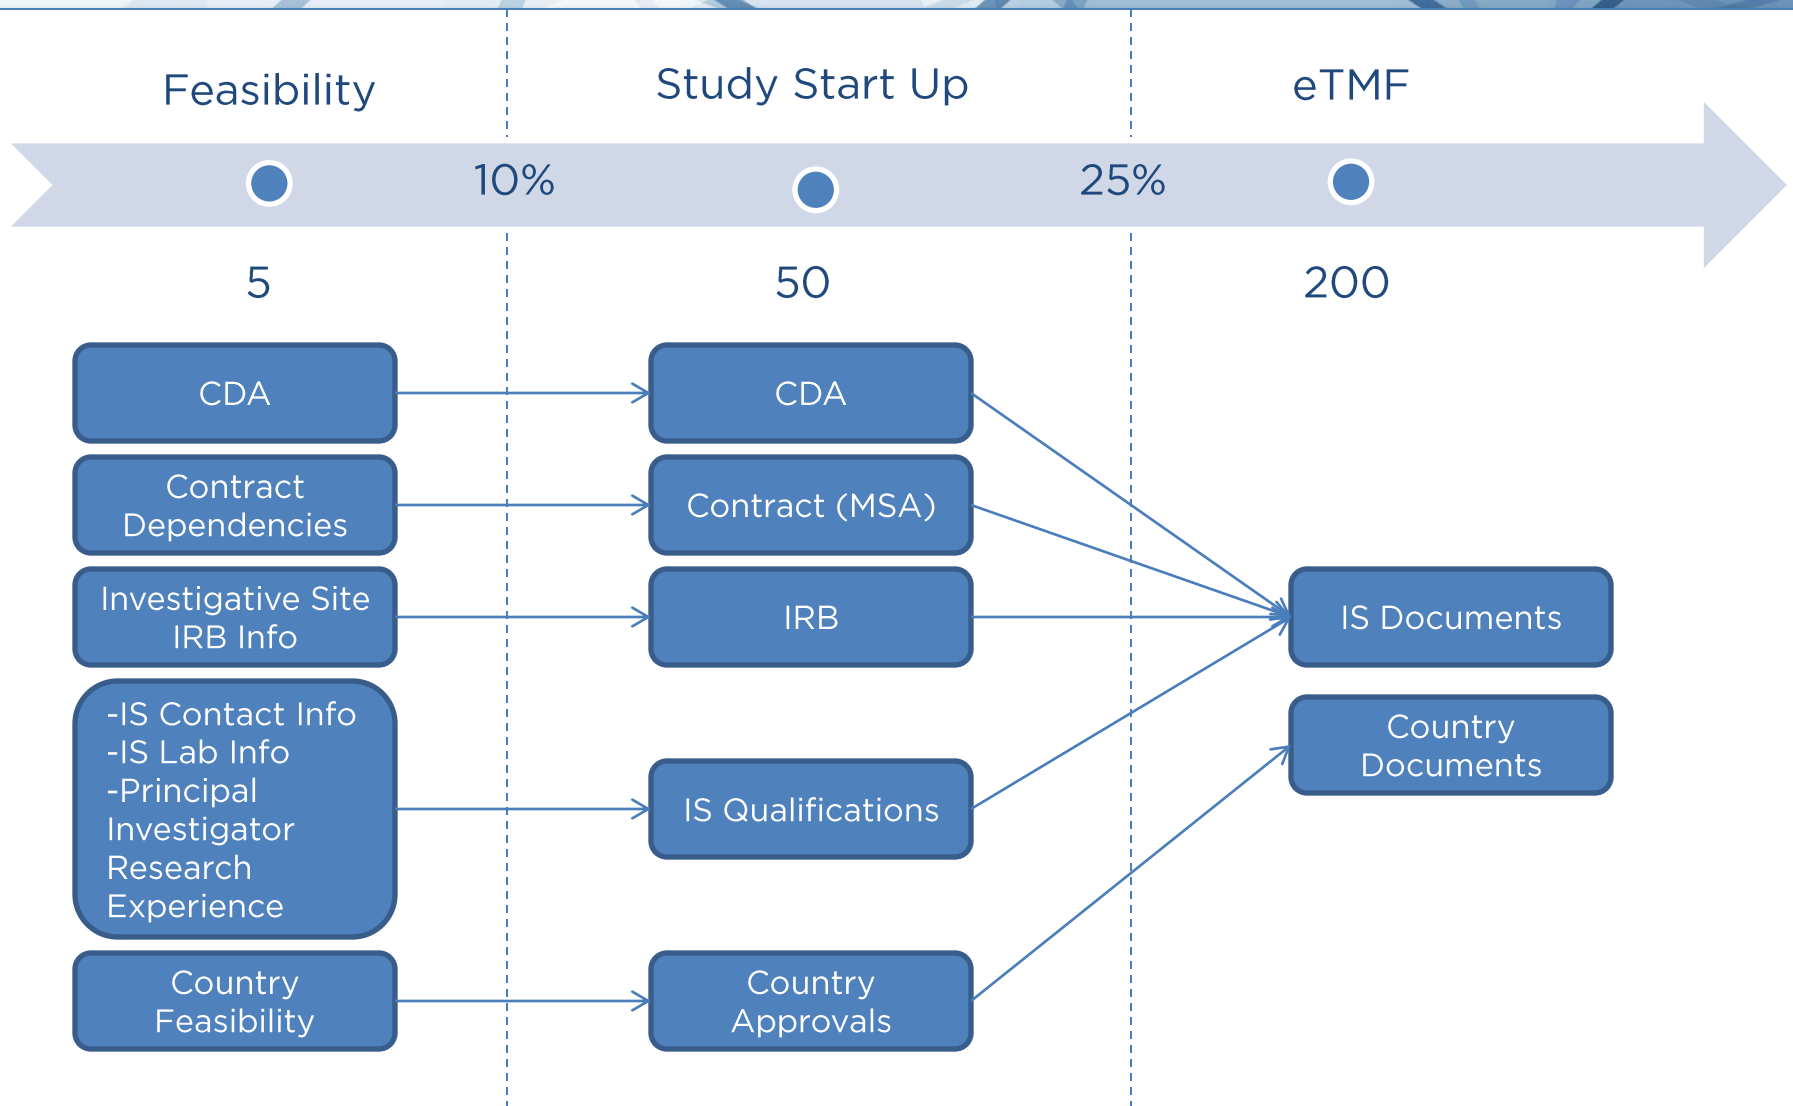 Feasibility
Study Start Up
eTMF
10%
25%
5
50
200
CDA
CDA
Contract
Dependencies
Contract (MSA)
Investigative Site
IRB Info
IRB
IS Documents
-IS Contact Info
-IS Lab Info
-Principal
Investigator
Research
Experience
IS Qualifications
Country
Documents
Country
Feasibility
Country
Approvals